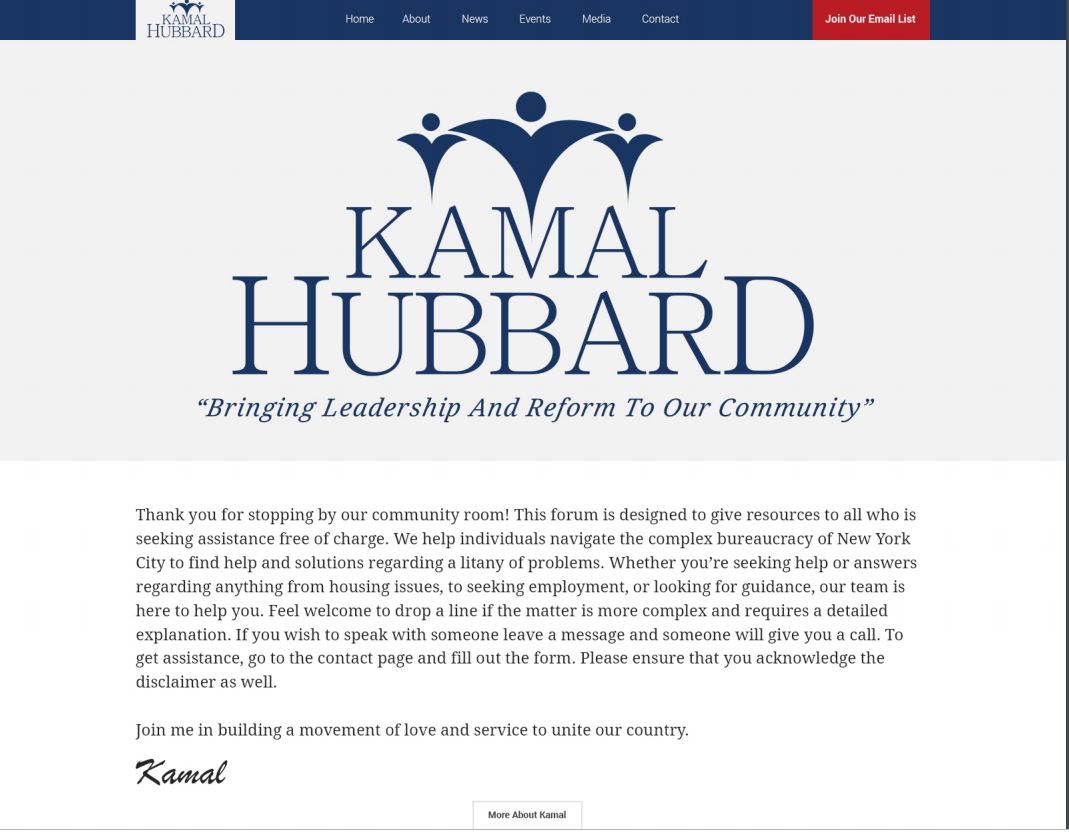 KAMAL
HUBBARD
Home About News Events Media Contact
Join Our Email List
KAMAL
HUBBARD
“Bringing Leadership And Reform To Our Community”
Thank you for stopping by our community room! This forum is designed to give resources to all who is
seeking assistance free of charge. We help individuals navigate the complex bureaucracy of New York
City to find help and solutions regarding a litany of problems. Whether you’re seeking help or answers
regarding anything from housing issues, to seeking employment, or looking for guidance, our team is
here to help you. Feel welcome to drop a line if the matter is more complex and requires a detailed
explanation. If you wish to speak with someone leave a message and someone will give you a call. To
get assistance, go to the contact page and fill out the form. Please ensure that you acknowledge the
disclaimer as well.
Join me in building a movement of love and service to unite our country.
Kamal
More About Kamal